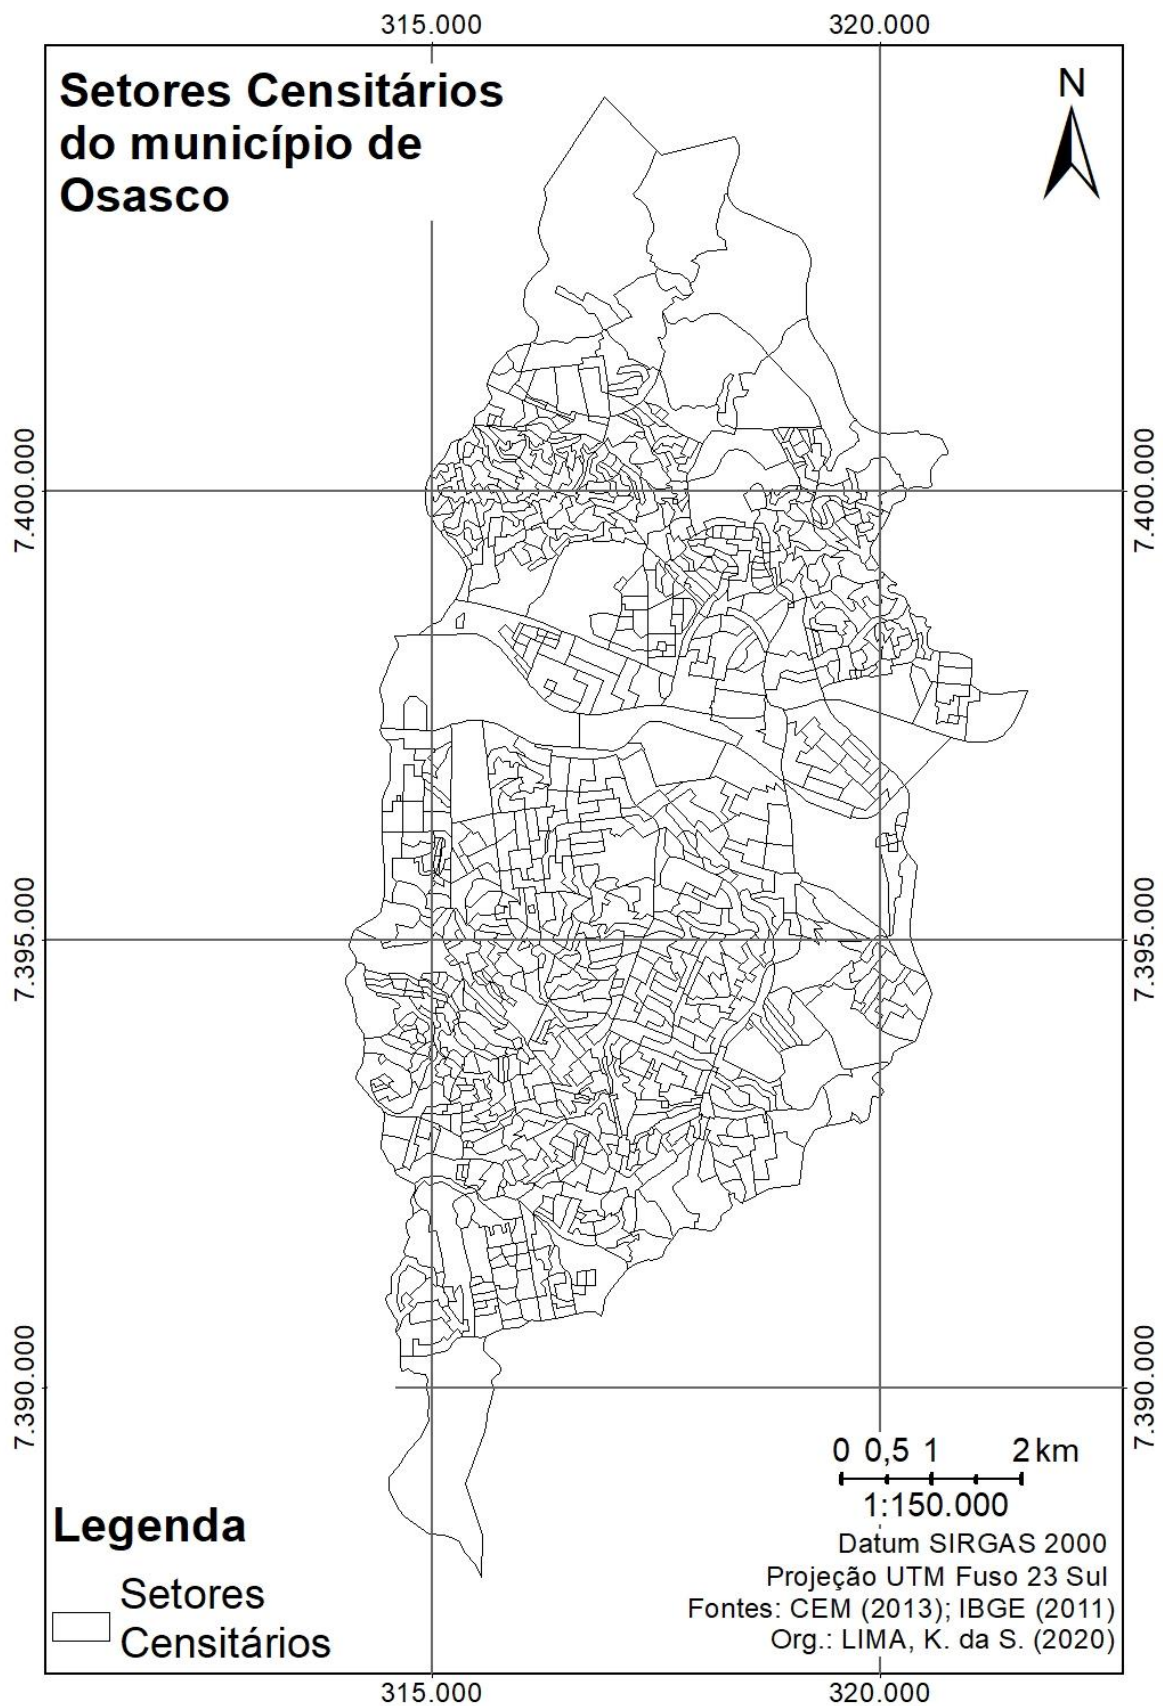 315.000 320.000
Setores Censitários
do município de
Osasco
N
7.400.000 7.400.000
7.395.000 7.395.000
7.390.000 7.390.000
0 0,5 1 2 km
1:150.000
Datum SIRGAS 2000
Projeção UTM Fuso 23 Sul
Fontes: CEM (2013); IBGE (2011)
Org.: LIMA, K. da S. (2020)
Legenda
Setores
Censitários
315.000 320.000